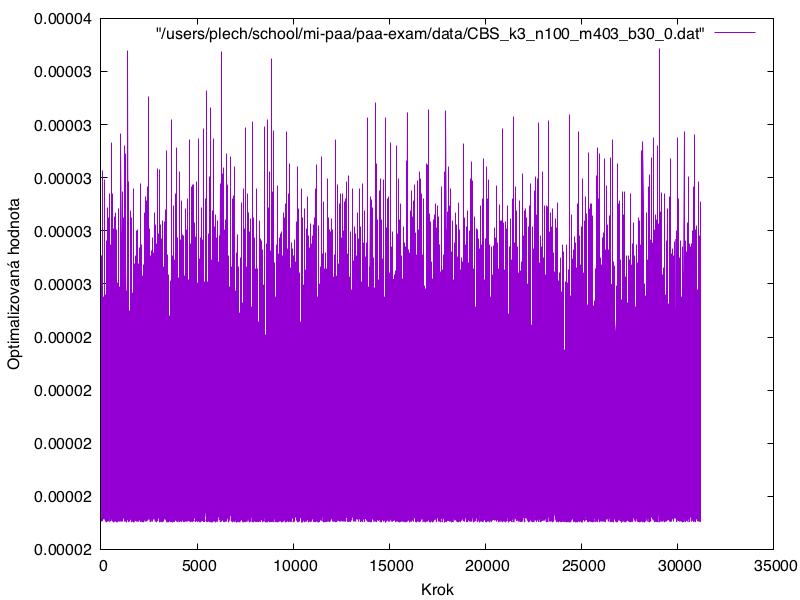 "/users/plech/school/mi-paa/paa-exam/data/CBS_k3_n100_m403_b30_0.dat"
0.00004
0.00003
0.00003
0.00003
0.00003
0.00003
0.00002
0.00002
0.00002
0.00002
0.00002
Optimalizovaná hodnota
0 5000 10000 15000 20000 25000 30000 35000
Krok